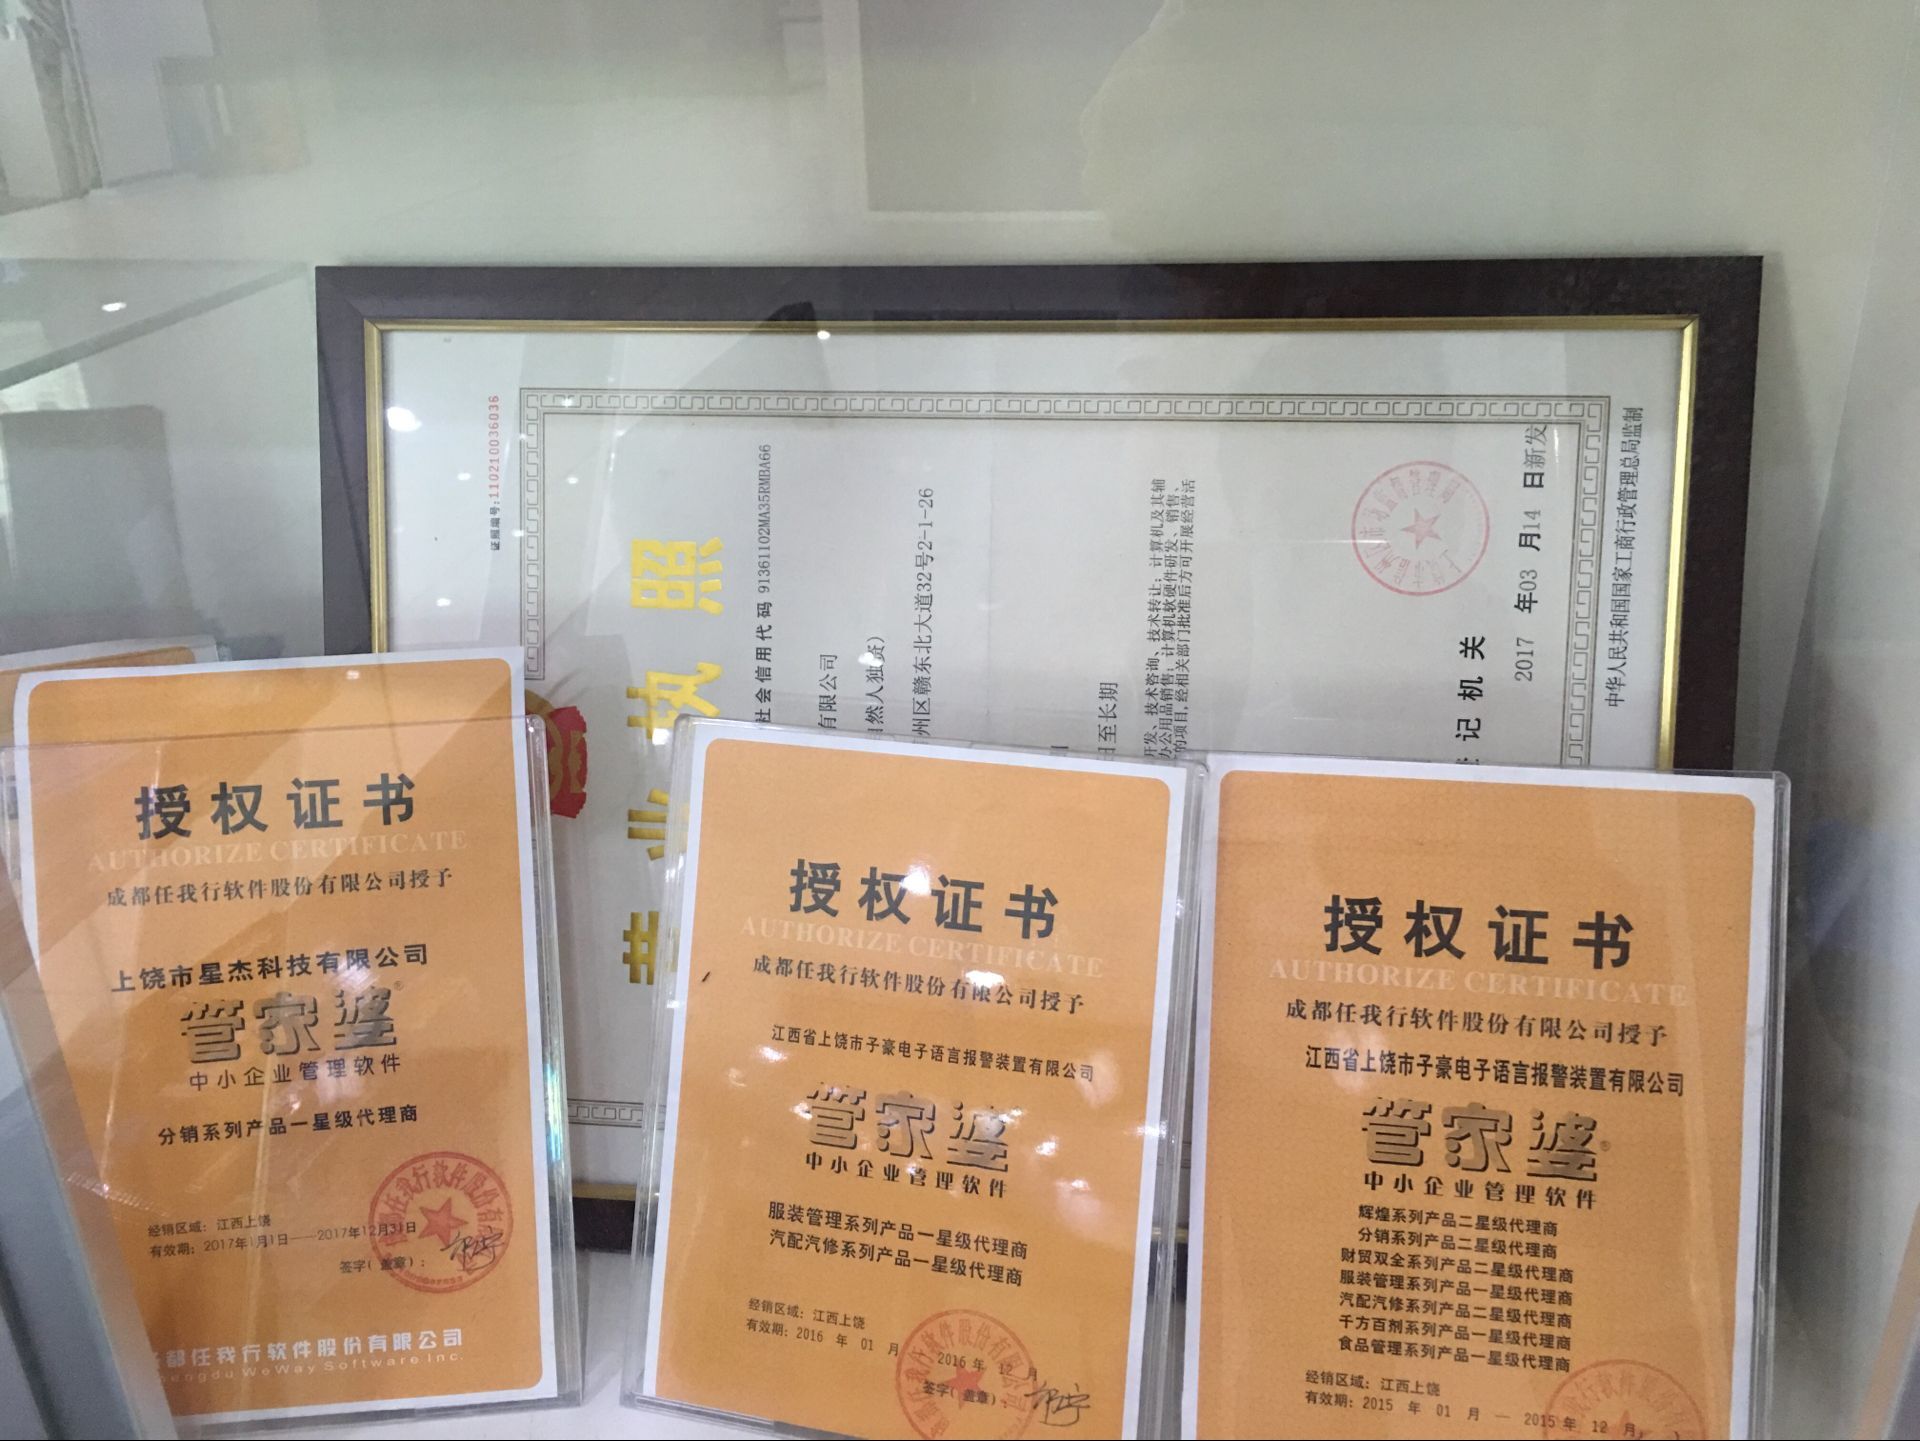 证照编号:110210036036
营业执照
社会信用代码 91361102MA35RMBA66
有限公司
然人独资)
州区赣东北大道32号2-1-26
日至长期
开发、技术咨询、技术转让；计算机及其辅
办公用品销售；计算机软硬件研发、销售、
的项目,经相关部门批准后方可开展经营活
记机关
2017 年03 月14 日新发
中华人民共和国国家工商行政管理总局监制
授权证书
AUTHORIZE CERTIFICATE
成都任我行软件股份有限公司授予
上饶市星杰科技有限公司
管家婆®
中小企业管理软件
分销系列产品一星级代理商
经销区域：江西上饶
有效期：2017年1月1日——2017年12月31日
签字(盖章)：
都任我行软件股份有限公司
hengdu WeWay Software Inc.
授权证书
AUTHORIZE CERTIFICATE
成都任我行软件股份有限公司授予
江西省上饶市子豪电子语言报警装置有限公司
管家婆
中小企业管理软件
服装管理系列产品一星级代理商
汽配汽修系列产品一星级代理商
经销区域：江西上饶
有效期：2016 年 01 月 2016 年 12 月
签字(盖章)：
授权证书
AUTHORIZE CERTIFICATE
成都任我行软件股份有限公司授予
江西省上饶市子豪电子语言报警装置有限公司
管家婆®
中小企业管理软件
辉煌系列产品二星级代理商
分销系列产品二星级代理商
财贸双全系列产品二星级代理商
服装管理系列产品一星级代理商
汽配汽修系列产品二星级代理商
千方百剂系列产品一星级代理商
食品管理系列产品一星级代理商
经销区域：江西上饶
有效期：2015 年 01 月 — 2015 年 12 月